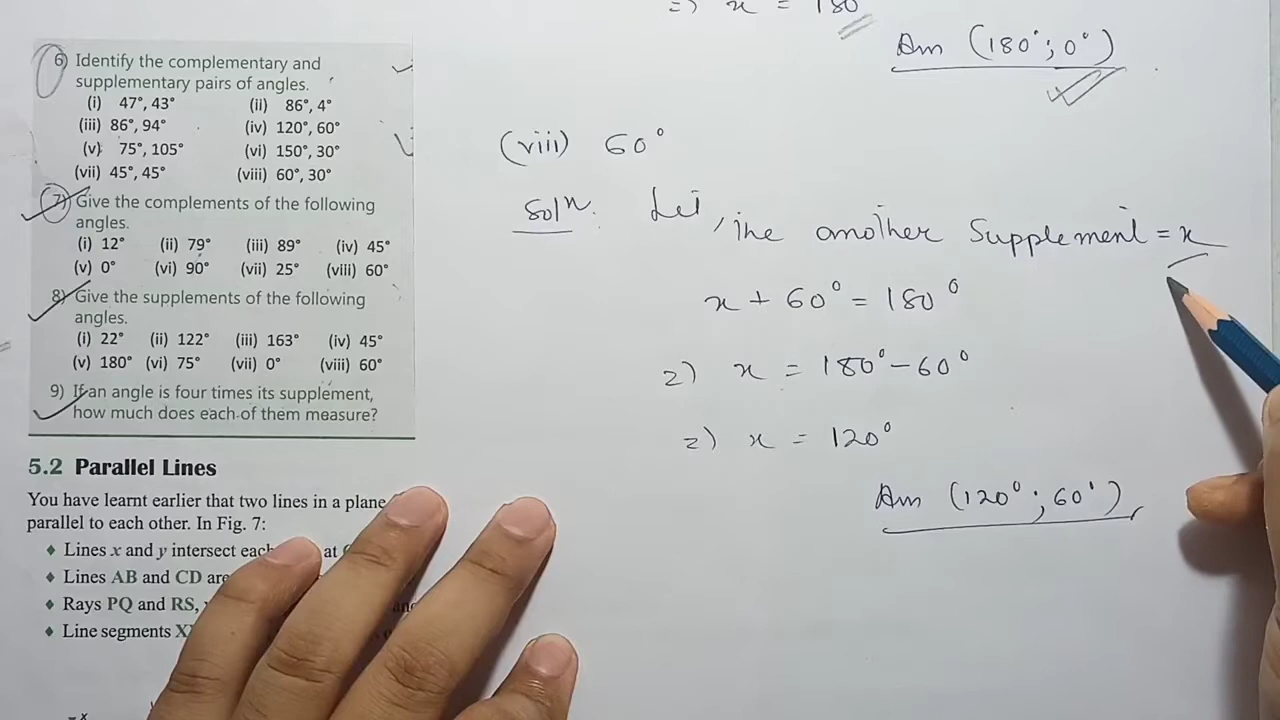 6) Identify the complementary and
supplementary pairs of angles.
(i) 47°, 43° (ii) 86°, 4°
(iii) 86°, 94° (iv) 120°, 60°
(v) 75°, 105° (vi) 150°, 30°
(vii) 45°, 45° (viii) 60°, 30°
7) Give the complements of the following
angles.
(i) 12° (ii) 79° (iii) 89° (iv) 45°
(v) 0° (vi) 90° (vii) 25° (viii) 60°
8) Give the supplements of the following
angles.
(i) 22° (ii) 122° (iii) 163° (iv) 45°
(v) 180° (vi) 75° (vii) 0° (viii) 60°
9) If an angle is four times its supplement,
how much does each of them measure?
5.2 Parallel Lines
You have learnt earlier that two lines in a plane
parallel to each other. In Fig. 7:
♦ Lines x and y intersect each at
♦ Lines AB and CD are
♦ Rays PQ and RS,
♦ Line segments
x
=) x = 180
Ans (180°; 0°)
(viii) 60°
Solⁿ. Let, the another Supplement = x
x + 60° = 180°
=) x = 180° - 60°
=) x = 120°
Ans (120°; 60°)